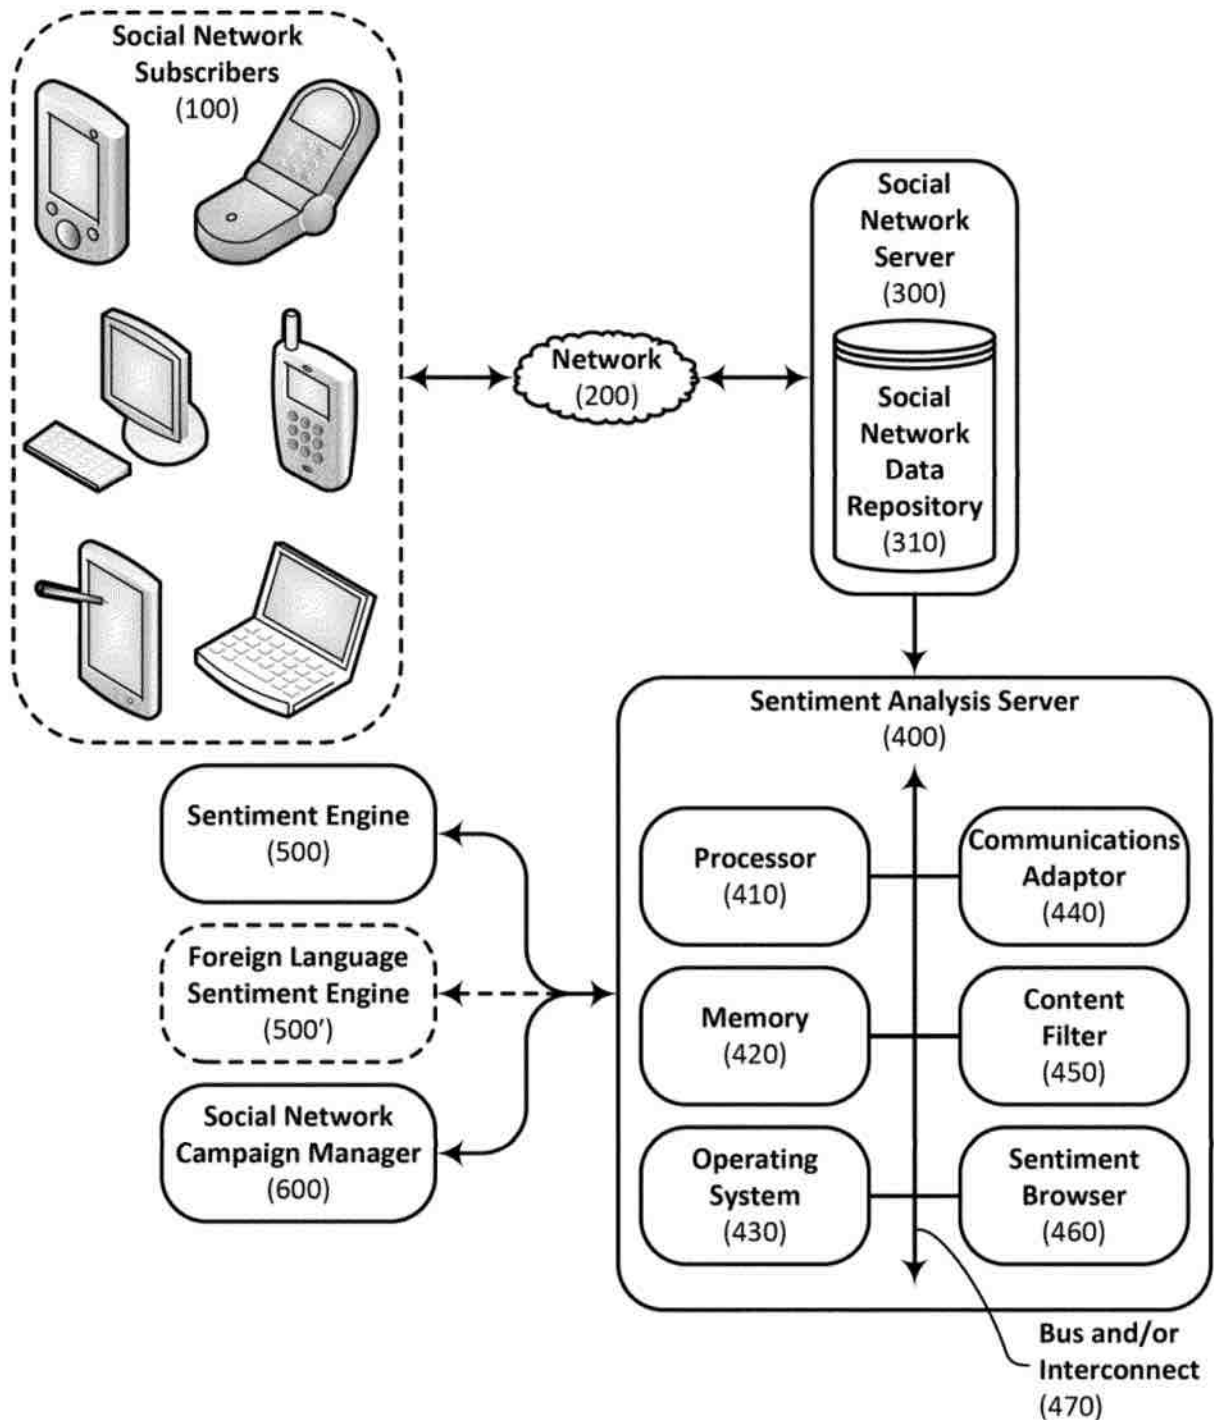 Social Network
Subscribers
(100)
Social
Network
Server
(300)
Network
(200)
Social
Network
Data
Repository
(310)
Sentiment Analysis Server
(400)
Sentiment Engine
(500)
Processor
(410)
Communications
Adaptor
(440)
Foreign Language
Sentiment Engine
(500’)
Memory
(420)
Content
Filter
(450)
Social Network
Campaign Manager
(600)
Operating
System
(430)
Sentiment
Browser
(460)
Bus and/or
Interconnect
(470)